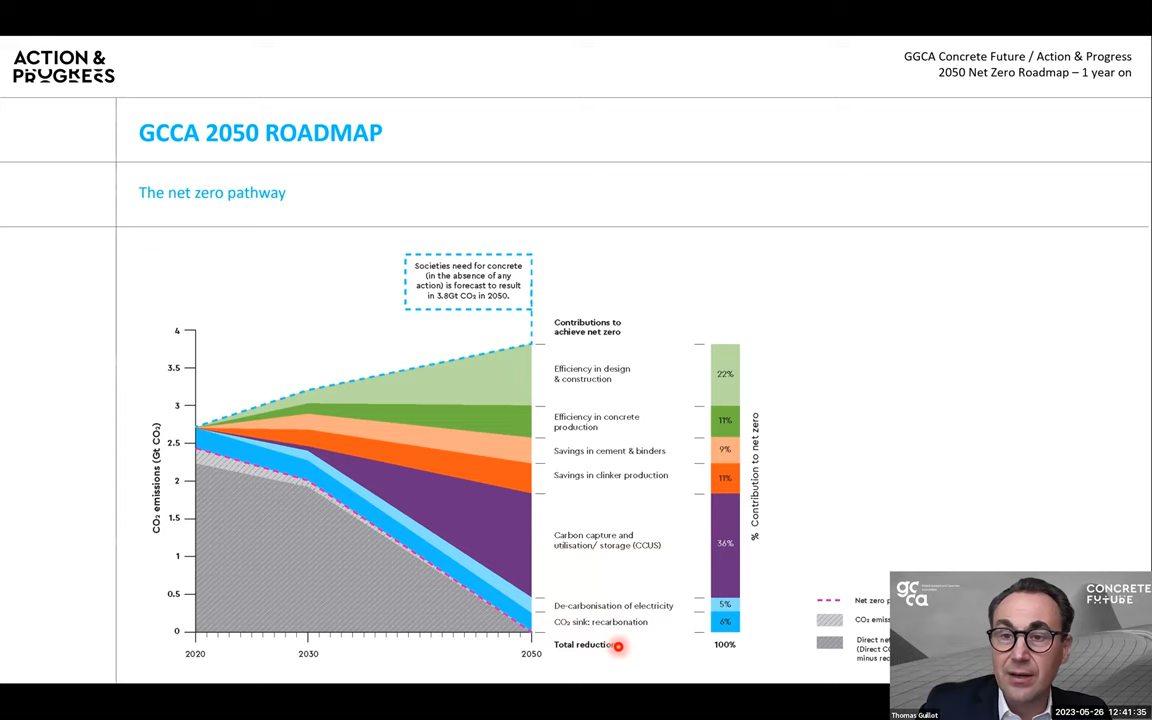 ACTION &
PROGRESS
GGCA Concrete Future / Action & Progress
2050 Net Zero Roadmap – 1 year on
GCCA 2050 ROADMAP
The net zero pathway
Societies need for concrete
(in the absence of any
action) is forecast to result
in 3.8Gt CO₂ in 2050.
Contributions to
achieve net zero
CO₂ emissions (Gt CO₂)
4
3.5
3
2.5
2
1.5
1
0.5
0
2020
2030
2050
Efficiency in design
& construction
22%
Efficiency in concrete
production
11%
Savings in cement & binders
9%
Savings in clinker production
11%
Carbon capture and
utilisation/ storage (CCUS)
36%
De-carbonisation of electricity
5%
CO₂ sink: recarbonation
6%
Total reduction
100%
% Contribution to net zero
Net zero p
CO₂ emiss
Direct net
(Direct CO
minus rec
gcca
CONCRETE
FUTURE
Thomas Guillot
2023-05-26 12:41:35